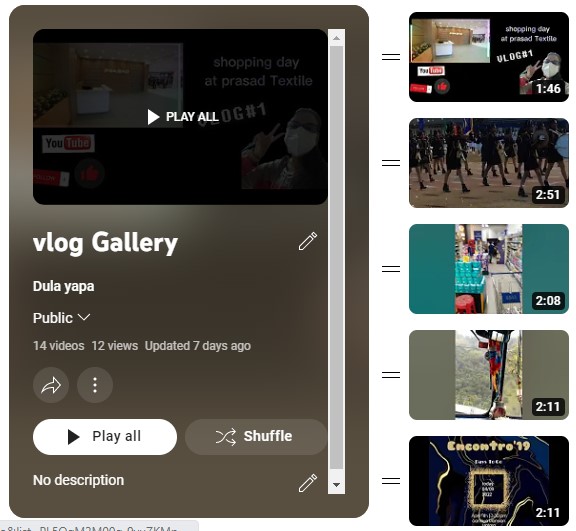 shopping day
at prasad Textile
PLAY ALL
VLOG#1
YouTube
vlog Gallery
Dula yapa
Public
14 videos 12 views Updated 7 days ago
Play all
Shuffle
No description
shopping day
at prasad Textile
VLOG#1
YouTube
1:46
2:51
2:08
2:11
Encontro'19
2:11